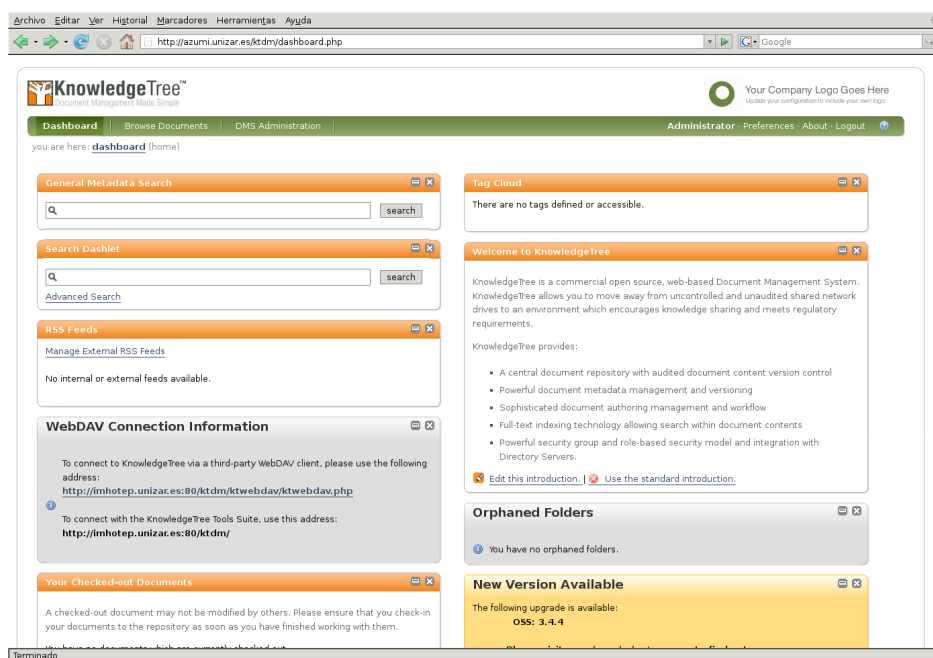 Archivo Editar Ver Historial Marcadores Herramientas Ayuda
http://azumi.unizar.es/ktdm/dashboard.php
Google
KnowledgeTree™
Document Management Made Simple
Your Company Logo Goes Here
Update your configuration to include your own logo.
Dashboard Browse Documents DMS Administration
Administrator · Preferences · About · Logout
you are here: dashboard (home)
General Metadata Search
search
Search Dashlet
search
Advanced Search
RSS Feeds
Manage External RSS Feeds
No internal or external feeds available.
WebDAV Connection Information
To connect to KnowledgeTree via a third-party WebDAV client, please use the following
address:
http://imhotep.unizar.es:80/ktdm/ktwebdav/ktwebdav.php
To connect with the KnowledgeTree Tools Suite, use this address:
http://imhotep.unizar.es:80/ktdm/
Your Checked-out Documents
A checked-out document may not be modified by others. Please ensure that you check-in
your documents to the repository as soon as you have finished working with them.
Tag Cloud
There are no tags defined or accessible.
Welcome to KnowledgeTree
KnowledgeTree is a commercial open source, web-based Document Management System.
KnowledgeTree allows you to move away from uncontrolled and unaudited shared network
drives to an environment which encourages knowledge sharing and meets regulatory
requirements.
KnowledgeTree provides:
▪ A central document repository with audited document content version control
▪ Powerful document metadata management and versioning
▪ Sophisticated document authoring management and workflow
▪ Full-text indexing technology allowing search within document contents
▪ Powerful security group and role-based security model and integration with
Directory Servers.
Edit this introduction. | Use the standard introduction.
Orphaned Folders
You have no orphaned folders.
New Version Available
The following upgrade is available:
OSS: 3.4.4
Terminado